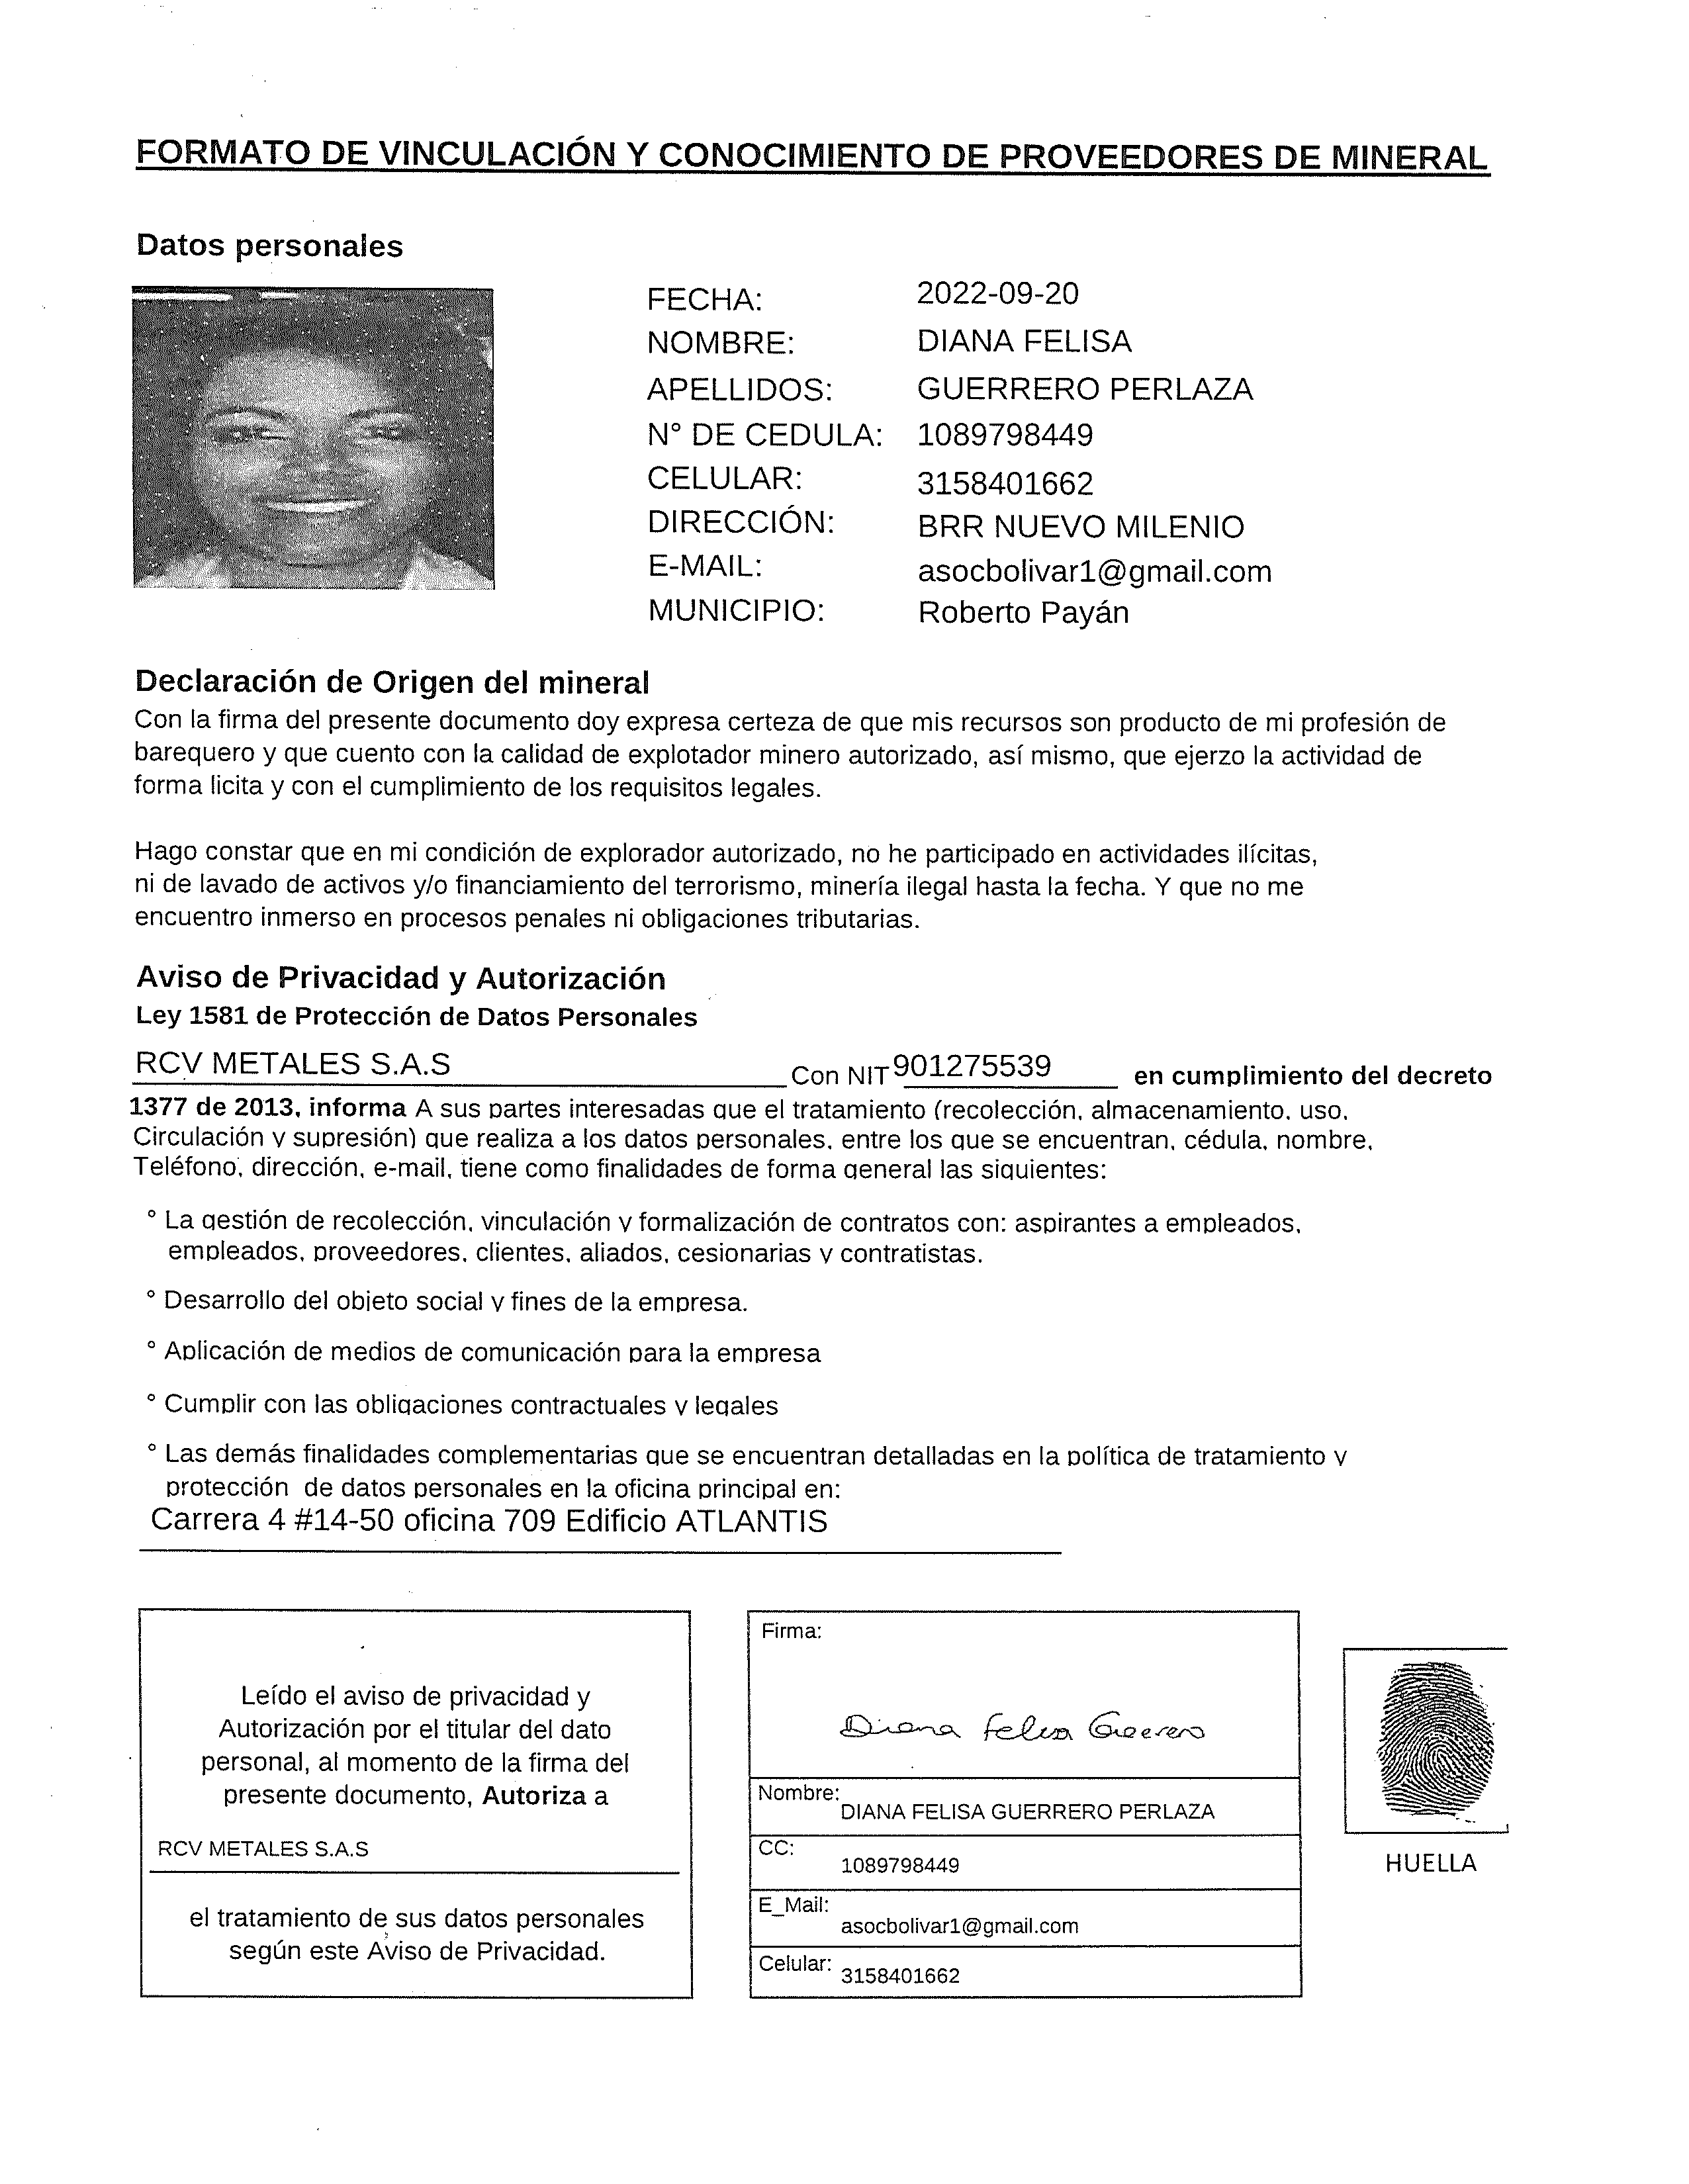 FORMATO DE VINCULACIÓN Y CONOCIMIENTO DE PROVEEDORES DE MINERAL
Datos personales
FECHA: 2022-09-20
NOMBRE: DIANA FELISA
APELLIDOS: GUERRERO PERLAZA
N° DE CEDULA: 1089798449
CELULAR: 3158401662
DIRECCIÓN: BRR NUEVO MILENIO
E-MAIL: asocbolivar1@gmail.com
MUNICIPIO: Roberto Payán
Declaración de Origen del mineral
Con la firma del presente documento doy expresa certeza de que mis recursos son producto de mi profesión de
barequero y que cuento con la calidad de explotador minero autorizado, así mismo, que ejerzo la actividad de
forma licita y con el cumplimiento de los requisitos legales.
Hago constar que en mi condición de explorador autorizado, no he participado en actividades ilícitas,
ni de lavado de activos y/o financiamiento del terrorismo, minería ilegal hasta la fecha. Y que no me
encuentro inmerso en procesos penales ni obligaciones tributarias.
Aviso de Privacidad y Autorización
Ley 1581 de Protección de Datos Personales
RCV METALES S.A.S Con NIT 901275539 en cumplimiento del decreto
1377 de 2013, informa A sus partes interesadas que el tratamiento (recolección, almacenamiento, uso,
Circulación y supresión) que realiza a los datos personales, entre los que se encuentran, cédula, nombre,
Teléfono, dirección, e-mail, tiene como finalidades de forma general las siguientes:
° La gestión de recolección, vinculación y formalización de contratos con: aspirantes a empleados,
empleados, proveedores, clientes, aliados, cesionarias y contratistas.
° Desarrollo del objeto social y fines de la empresa.
° Aplicación de medios de comunicación para la empresa
° Cumplir con las obligaciones contractuales y legales
° Las demás finalidades complementarias que se encuentran detalladas en la política de tratamiento y
protección de datos personales en la oficina principal en:
Carrera 4 #14-50 oficina 709 Edificio ATLANTIS
Leído el aviso de privacidad y
Autorización por el titular del dato
personal, al momento de la firma del
presente documento, Autoriza a
RCV METALES S.A.S
el tratamiento de sus datos personales
según este Aviso de Privacidad.
Firma:
Diana Felisa Guerrero
Nombre:
DIANA FELISA GUERRERO PERLAZA
CC:
1089798449
E_Mail:
asocbolivar1@gmail.com
Celular: 3158401662
HUELLA